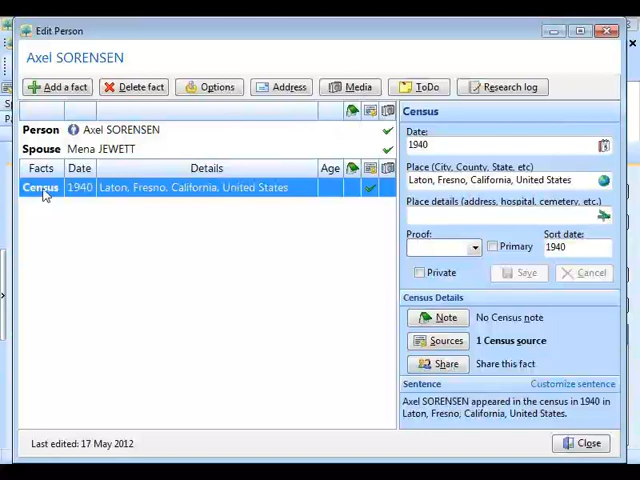 Edit Person
Axel SORENSEN
Add a fact
Delete fact
Options
Address
Media
ToDo
Research log
Person Axel SORENSEN
Spouse Mena JEWETT
Facts Date Details Age
Census 1940 Laton, Fresno, California, United States
Last edited: 17 May 2012
Census
Date:
1940
Place (City, County, State, etc)
Laton, Fresno, California, United States
Place details (address, hospital, cemetery, etc.)
Proof:
Primary
Sort date:
1940
Private
Save
Cancel
Census Details
Note No Census note
Sources 1 Census source
Share Share this fact
Sentence Customize sentence
Axel SORENSEN appeared in the census in 1940 in
Laton, Fresno, California, United States.
Close